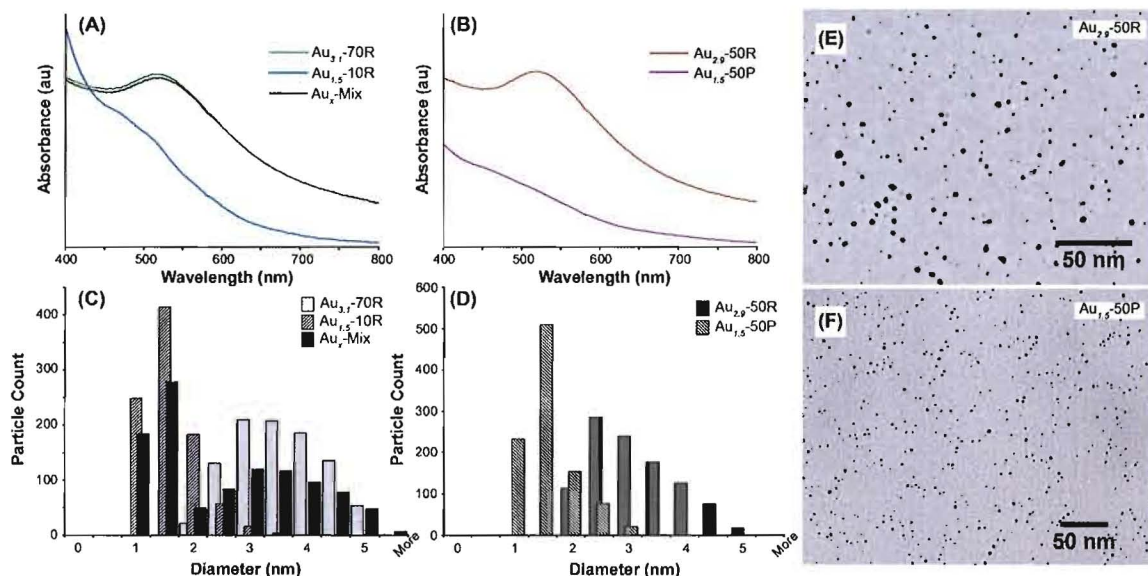 (A)
Au3.1-70R
Au1.5-10R
Aux-Mix
Absorbance (au)
400 500 600 700 800
Wavelength (nm)
(B)
Au2.9-50R
Au1.5-50P
Absorbance (au)
400 500 600 700 800
Wavelength (nm)
(C)
Au3.1-70R
Au1.5-10R
Aux-Mix
Particle Count
400
300
200
100
0
0 1 2 3 4 5 More
Diameter (nm)
(D)
Au2.9-50R
Au1.5-50P
Particle Count
600
500
400
300
200
100
0
0 1 2 3 4 5 More
Diameter (nm)
(E)
Au2.9-50R
50 nm
(F)
Au1.5-50P
50 nm